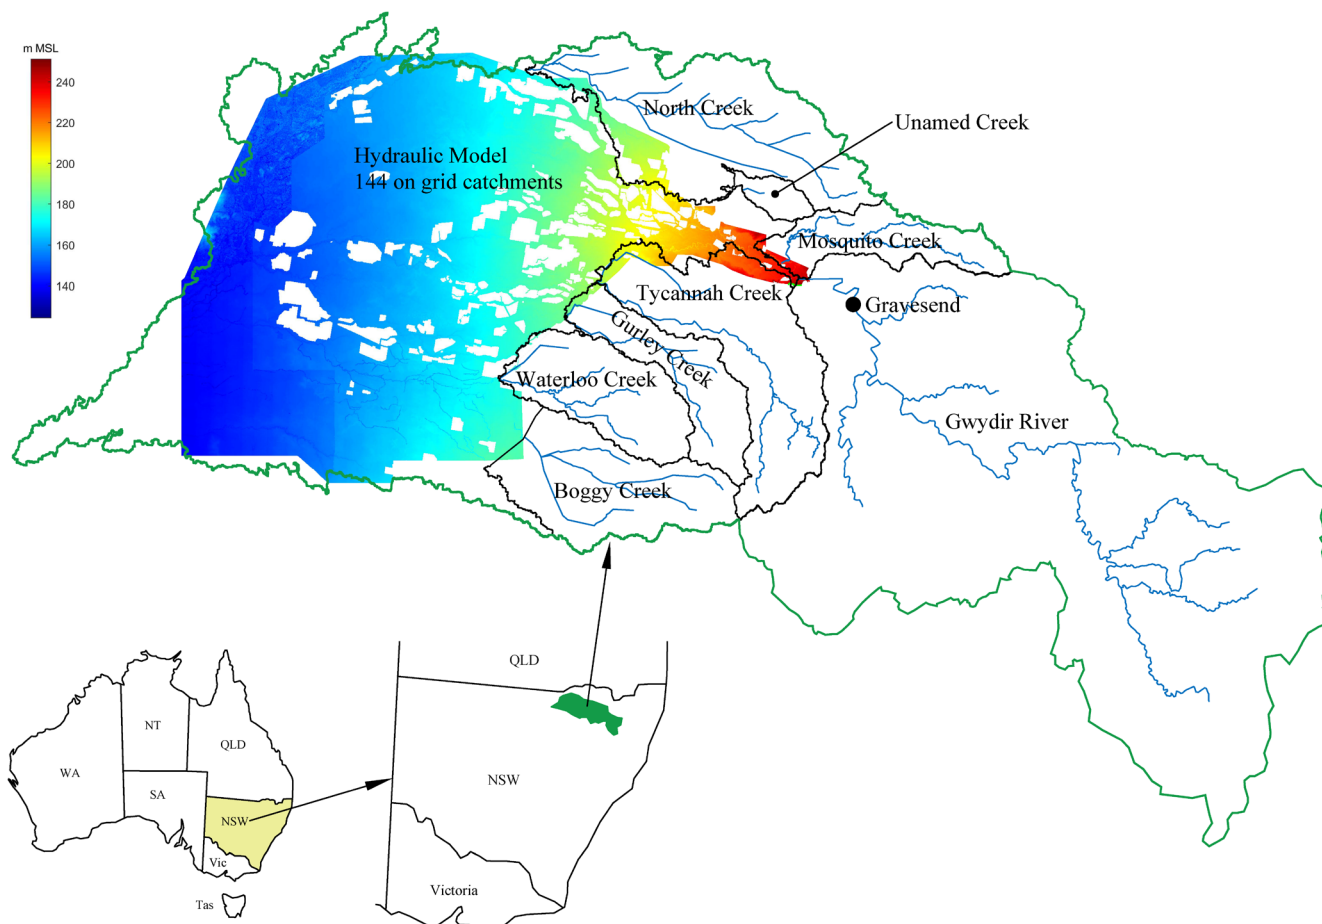 m MSL
240
220
200
180
160
140
North Creek
Unamed Creek
Hydraulic Model
144 on grid catchments
Mosquito Creek
Tycannah Creek
Gravesend
Gurley Creek
Waterloo Creek
Gwydir River
Boggy Creek
QLD
NSW
Victoria
NT
QLD
WA
SA
NSW
Vic
Tas